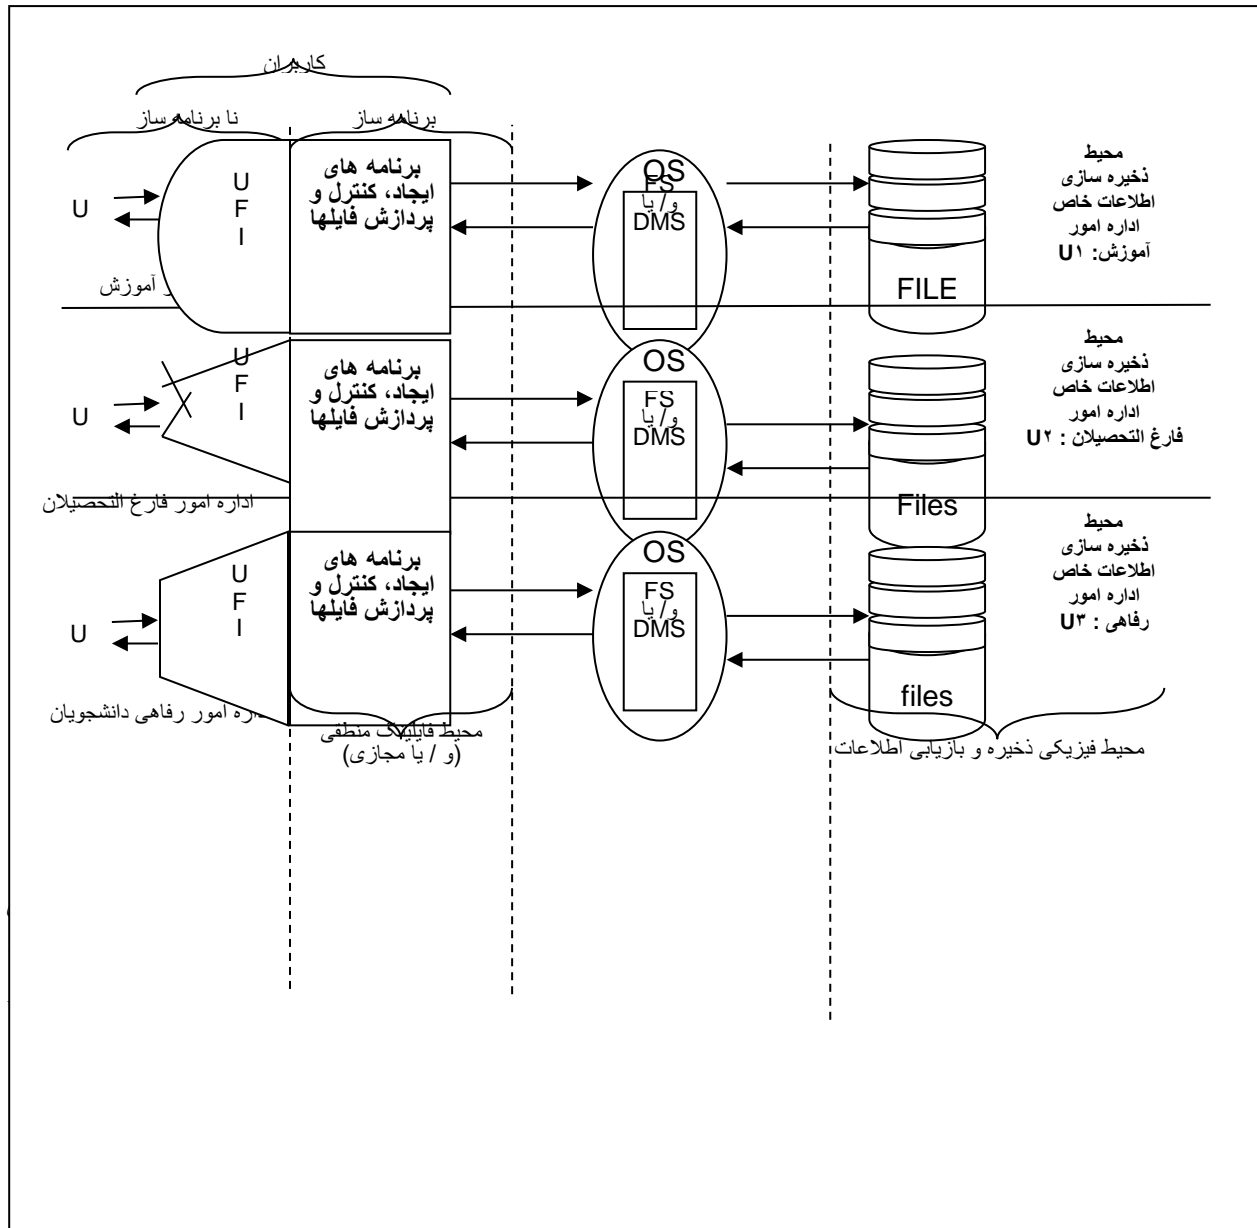 کاربران
نا برنامه ساز
برنامه ساز
U
U
F
I
برنامه های
ایجاد، کنترل و
پردازش فایلها
OS
FS
و/ یا
DMS
FILE
محیط
ذخیره سازی
اطلاعات خاص
اداره امور
آموزش: U۱
ر آموزش
U
U
F
I
برنامه های
ایجاد، کنترل و
پردازش فایلها
OS
FS
و/ یا
DMS
Files
محیط
ذخیره سازی
اطلاعات خاص
اداره امور
فارغ التحصیلان : U۲
اداره امور فارغ التحصیلان
U
U
F
I
برنامه های
ایجاد، کنترل و
پردازش فایلها
OS
FS
و/ یا
DMS
files
محیط
ذخیره سازی
اطلاعات خاص
اداره امور
رفاهی : U۳
اره امور رفاهی دانشجویان
محیط فایلینگ منطقی
(و / یا مجازی)
محیط فیزیکی ذخیره و بازیابی اطلاعات